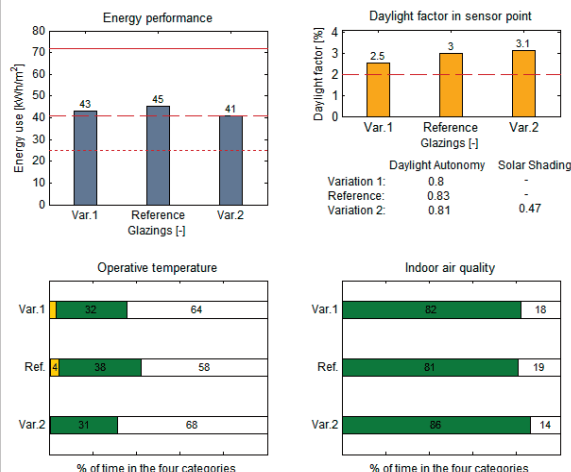 Energy performance
Energy use [kWh/m²]
80
70
60
50
40
30
20
10
0
43
45
41
Var.1
Reference
Var.2
Glazings [-]
Daylight factor in sensor point
Daylight factor [%]
4
3
2
1
0
2.5
3
3.1
Var.1
Reference
Var.2
Glazings [-]
Daylight Autonomy Solar Shading
Variation 1: 0.8 -
Reference: 0.83 -
Variation 2: 0.81 0.47
Operative temperature
Var.1 32 64
Ref. 4 38 58
Var.2 31 68
% of time in the four categories
Indoor air quality
Var.1 82 18
Ref. 81 19
Var.2 86 14
% of time in the four categories